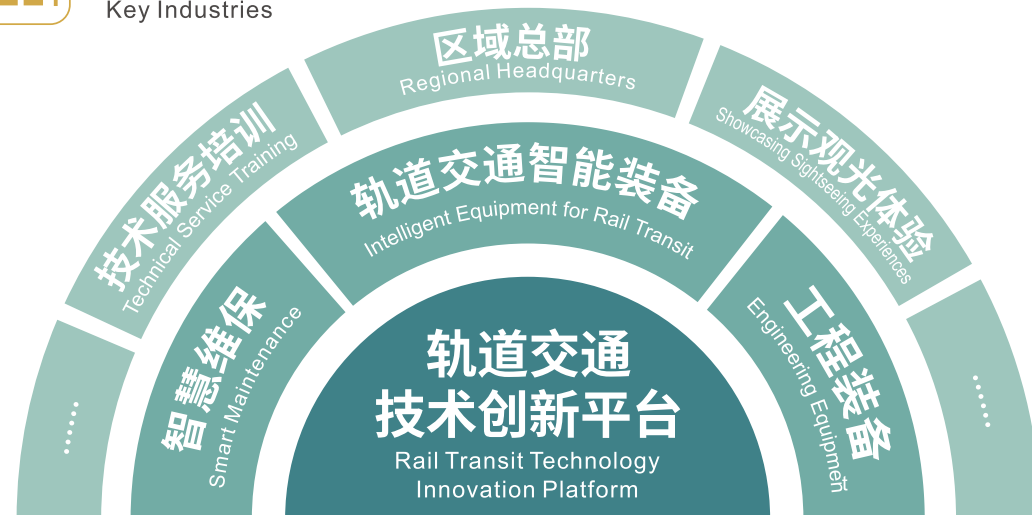 Key Industries
区域总部
Regional Headquarters
技术服务培训
Technical Service Training
展示观光体验
Showcasing Sightseeing Experiences
轨道交通智能装备
Intelligent Equipment for Rail Transit
智慧维保
Smart Maintenance
工程装备
Engineering Equipment
......
......
轨道交通
技术创新平台
Rail Transit Technology
Innovation Platform